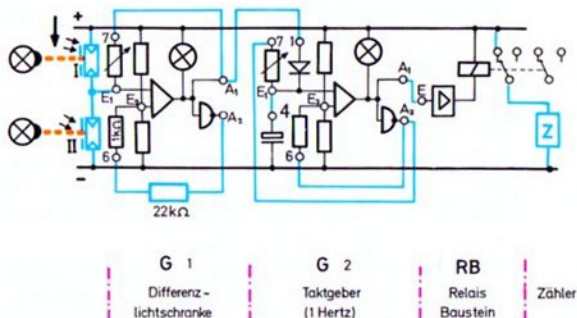 +
7 7 1
I
E₁ E₂ A₁ A₂
1kΩ
II
6
22kΩ
E₁ E₂ 4 A₁ A₂ E
6
Z
−
G 1 G 2 RB
Differenz- Taktgeber Relais Zähler
lichtschranke (1 Hertz) Baustein